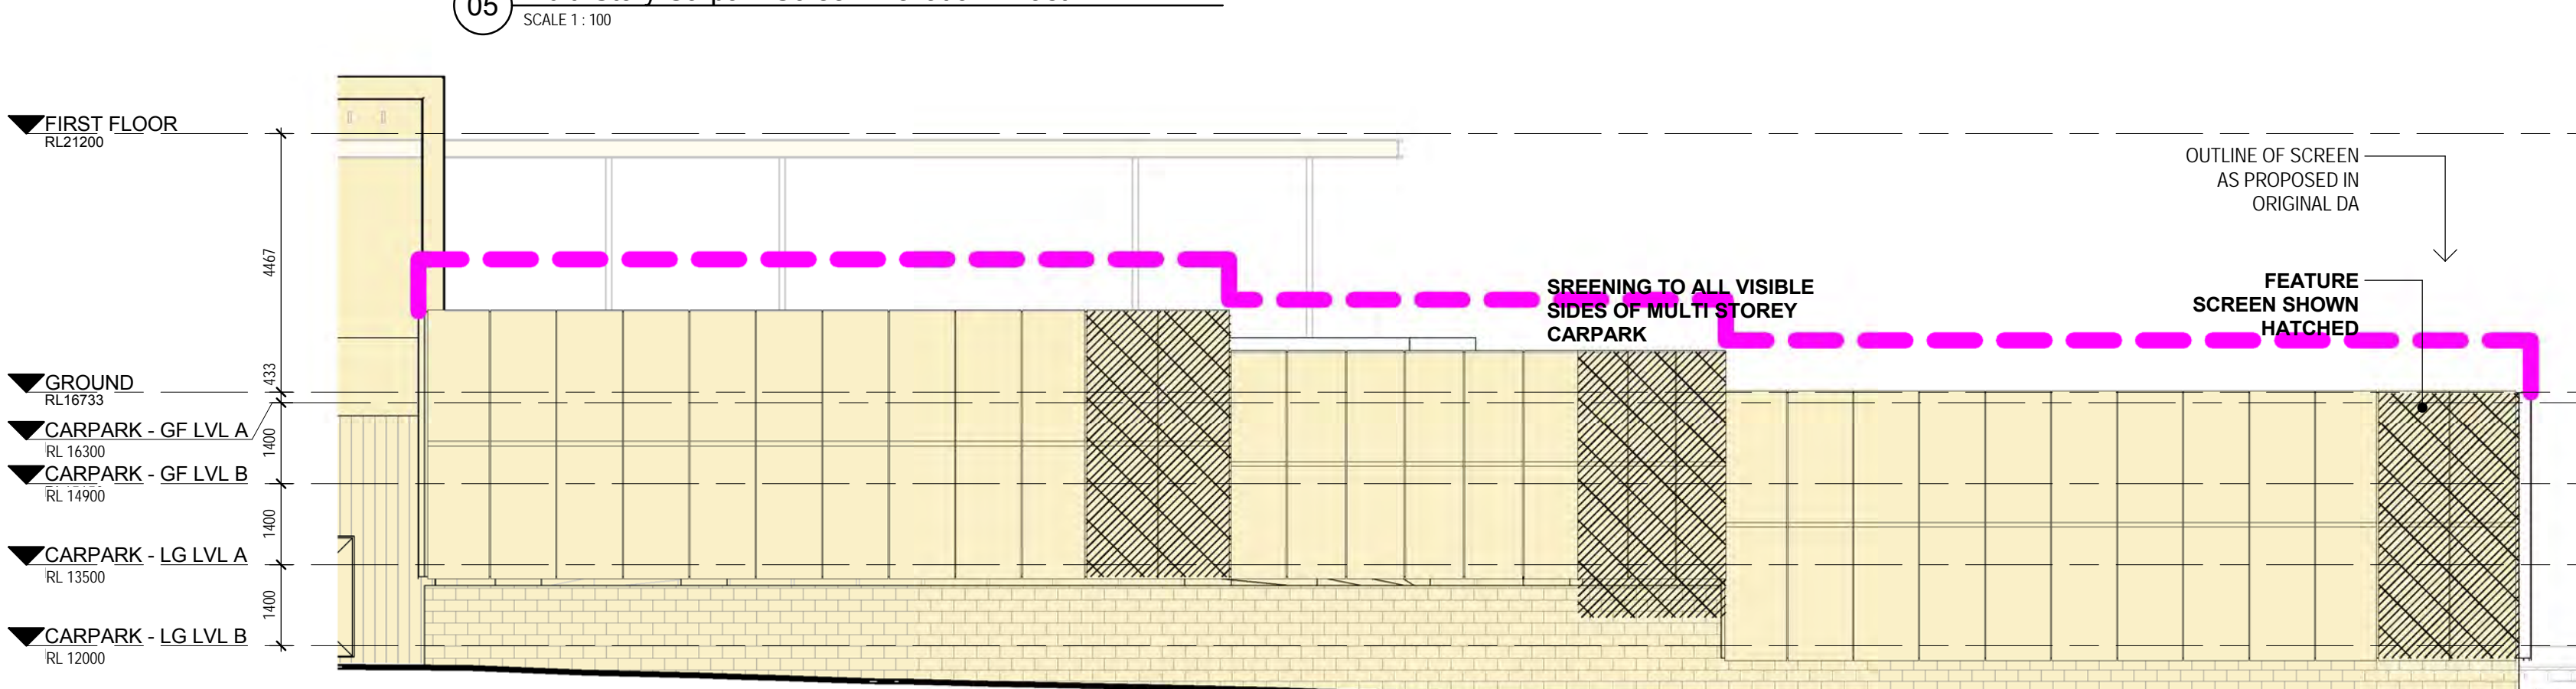 05
SCALE 1 : 100
FIRST FLOOR
RL21200
4467
OUTLINE OF SCREEN
AS PROPOSED IN
ORIGINAL DA
SREENING TO ALL VISIBLE
SIDES OF MULTI STOREY
CARPARK
FEATURE
SCREEN SHOWN
HATCHED
433
GROUND
RL16733
CARPARK - GF LVL A
RL 16300
1400
CARPARK - GF LVL B
RL 14900
1400
CARPARK - LG LVL A
RL 13500
1400
CARPARK - LG LVL B
RL 12000